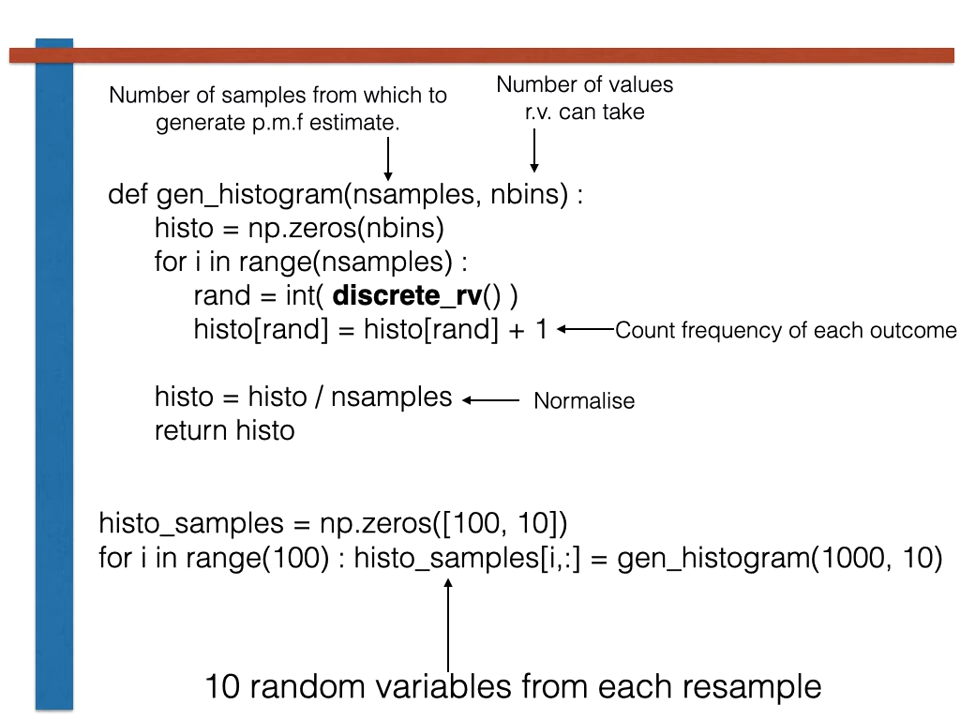 Number of samples from which to
generate p.m.f estimate.
Number of values
r.v. can take
def gen_histogram(nsamples, nbins) :
histo = np.zeros(nbins)
for i in range(nsamples) :
rand = int( discrete_rv() )
histo[rand] = histo[rand] + 1
Count frequency of each outcome
histo = histo / nsamples
Normalise
return histo
histo_samples = np.zeros([100, 10])
for i in range(100) : histo_samples[i,:] = gen_histogram(1000, 10)
10 random variables from each resample